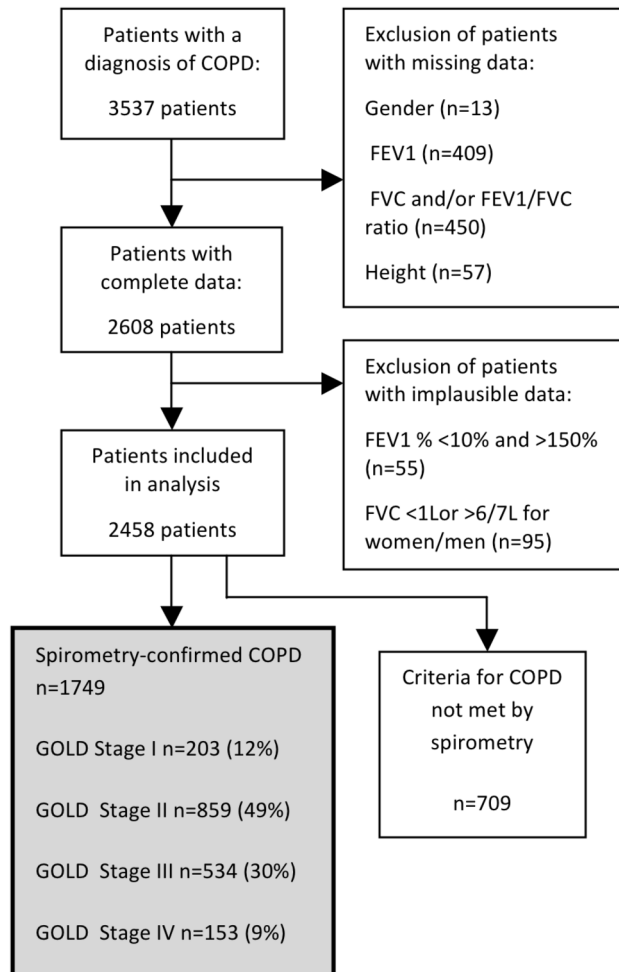 Patients with a
diagnosis of COPD:
3537 patients
Exclusion of patients
with missing data:
Gender (n=13)
FEV1 (n=409)
FVC and/or FEV1/FVC
ratio (n=450)
Height (n=57)
Patients with
complete data:
2608 patients
Exclusion of patients
with implausible data:
FEV1 % <10% and >150%
(n=55)
FVC <1Lor >6/7L for
women/men (n=95)
Patients included
in analysis
2458 patients
Spirometry-confirmed COPD
n=1749
GOLD Stage I n=203 (12%)
GOLD  Stage II n=859 (49%)
GOLD  Stage III n=534 (30%)
GOLD  Stage IV n=153 (9%)
Criteria for COPD
not met by
spirometry
n=709